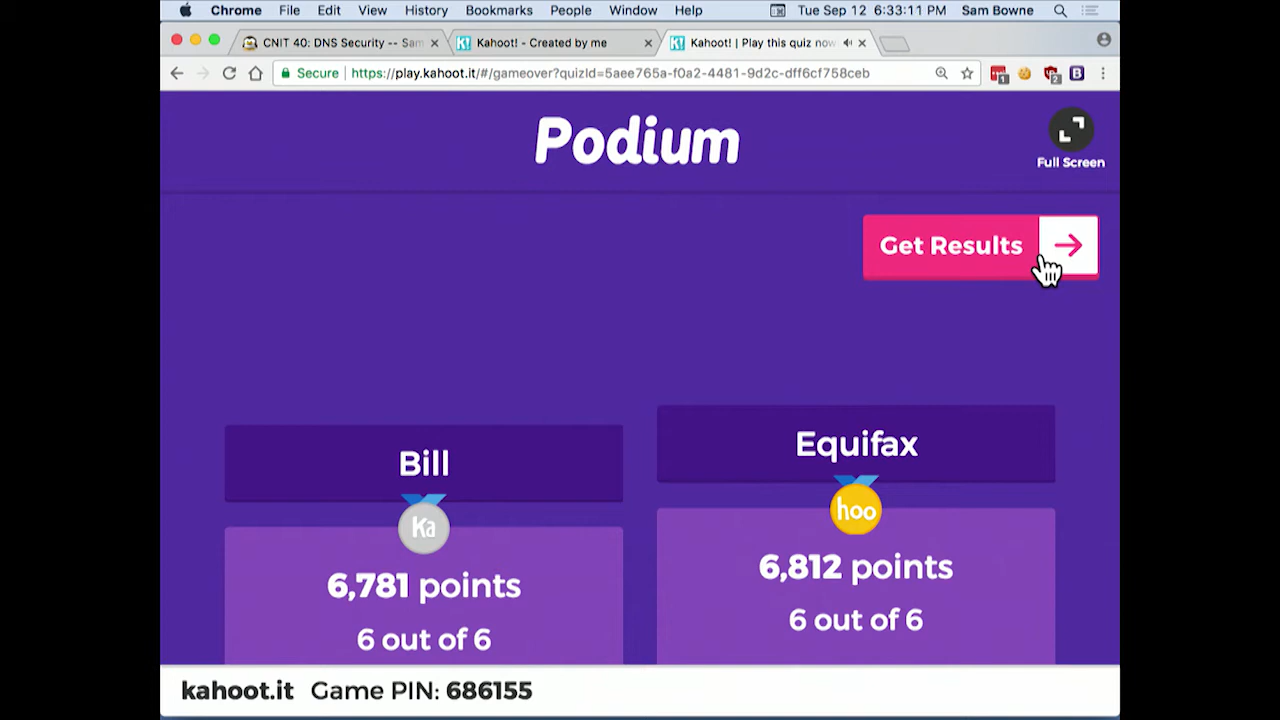 Chrome File Edit View History Bookmarks People Window Help Tue Sep 12 6:33:11 PM Sam Bowne
CNIT 40: DNS Security -- Sam
Kahoot! - Created by me
Kahoot! | Play this quiz now
Secure | https://play.kahoot.it/#/gameover?quizId=5aee765a-f0a2-4481-9d2c-dff6cf758ceb
1
2
B
Podium
Full Screen
Get Results
Bill
Ka
6,781 points
6 out of 6
Equifax
hoo
6,812 points
6 out of 6
kahoot.it Game PIN: 686155